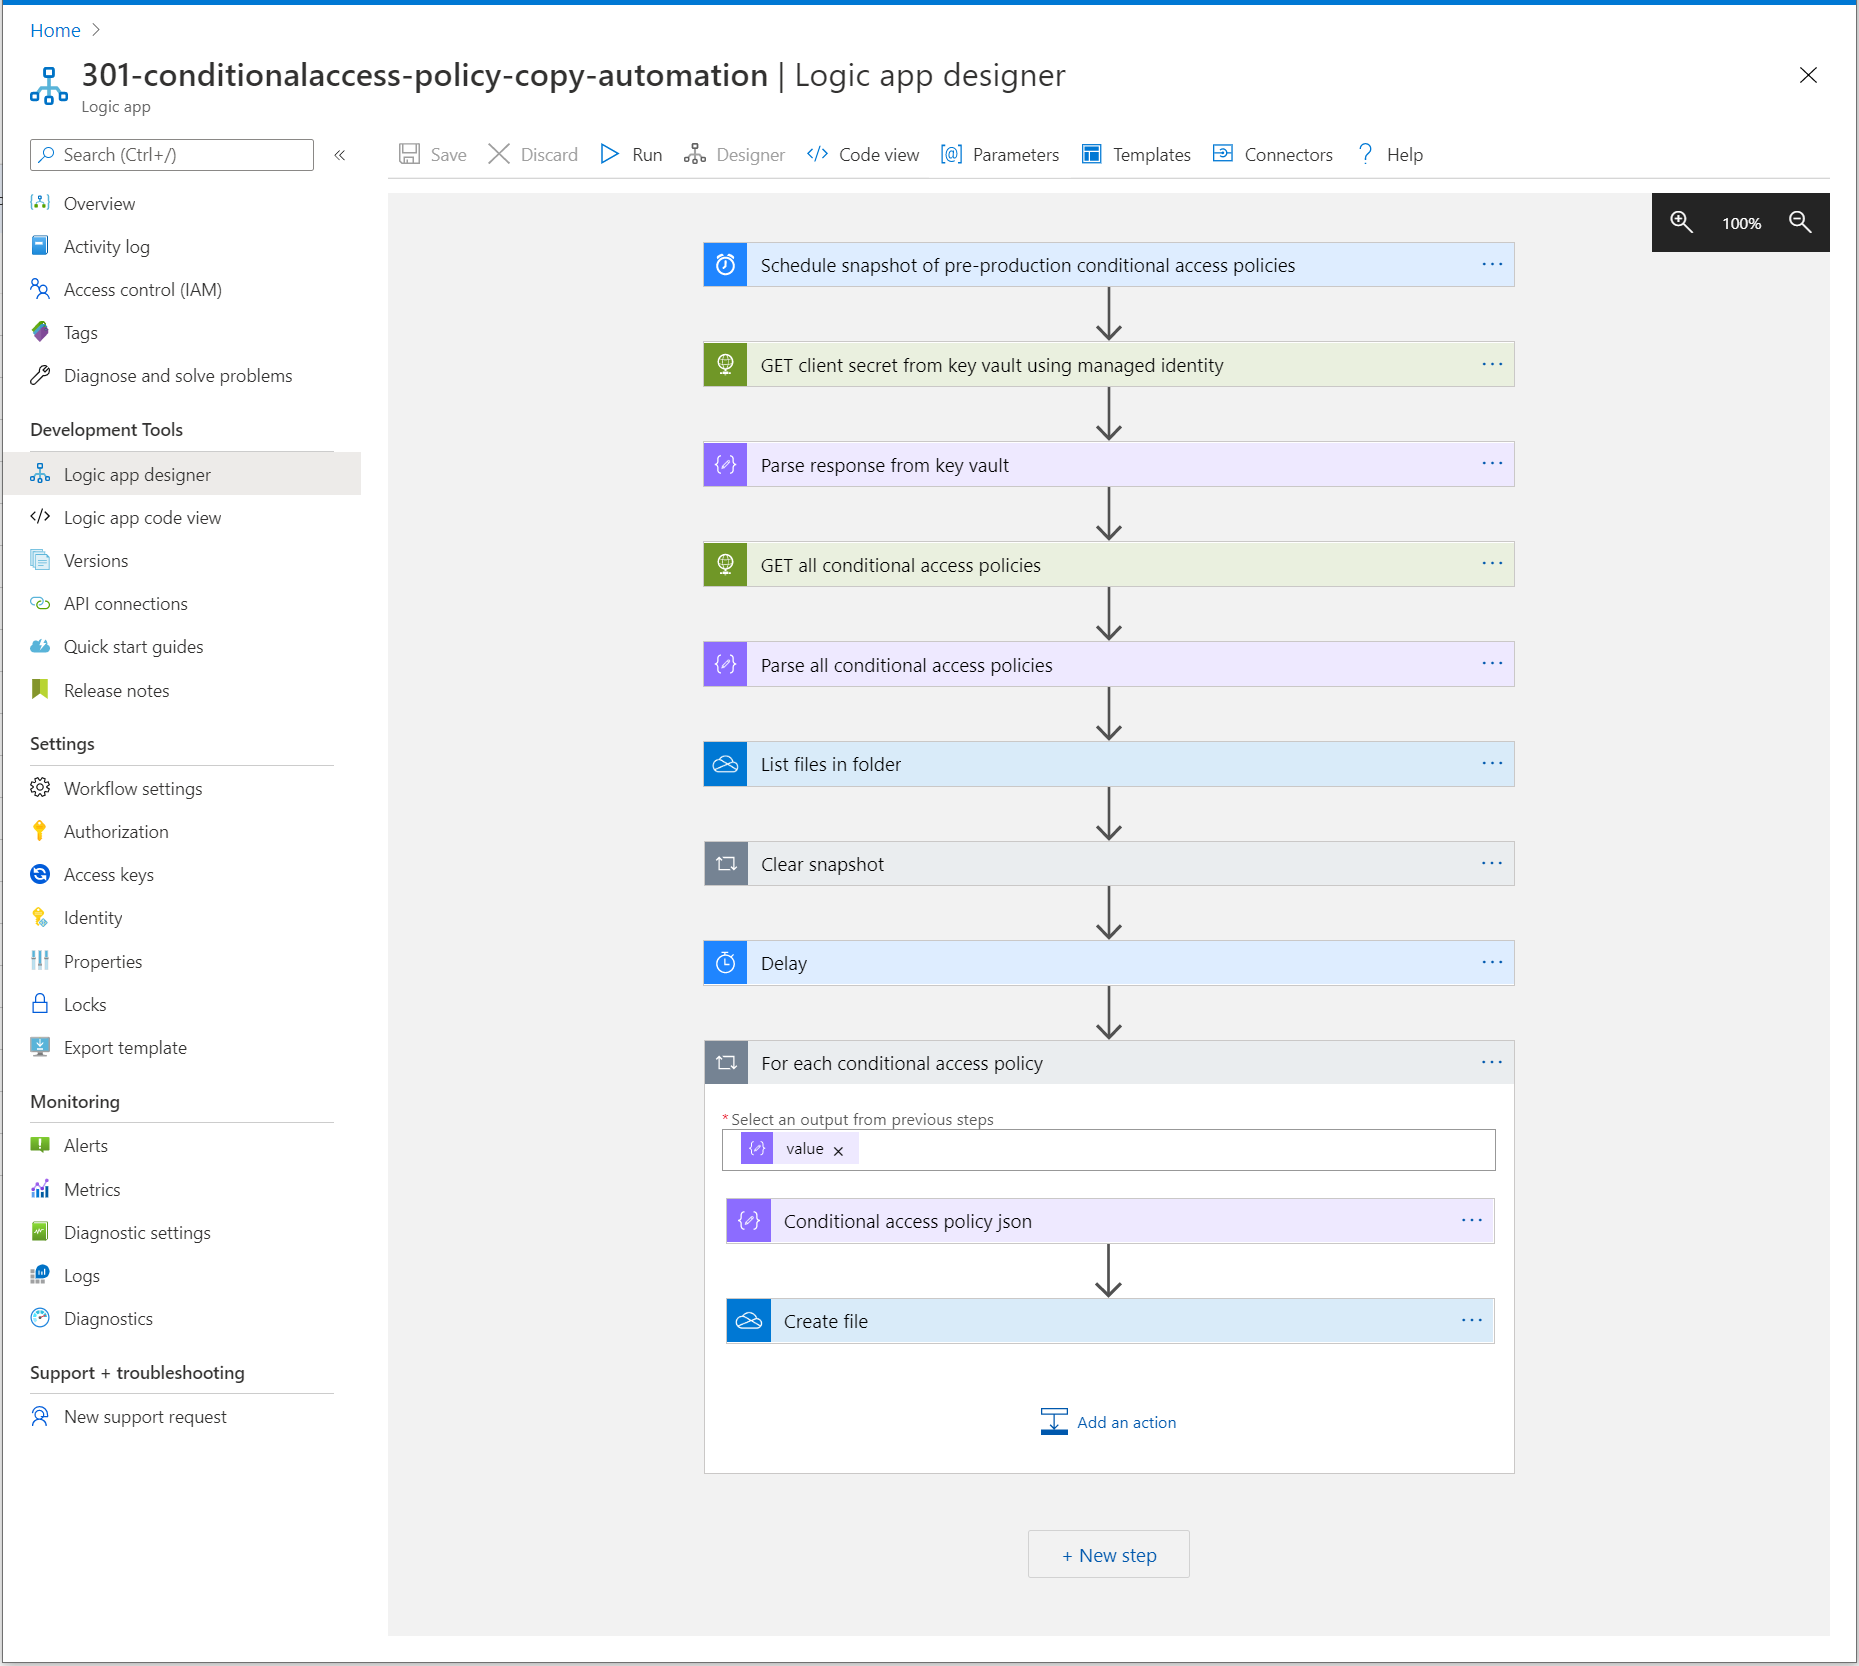 Home
301-conditionalaccess-policy-copy-automation | Logic app designer
Logic app
Search (Ctrl+/)
«
Save Discard Run Designer Code view Parameters Templates Connectors Help
Overview
Activity log
Access control (IAM)
Tags
Diagnose and solve problems
Development Tools
Logic app designer
Logic app code view
Versions
API connections
Quick start guides
Release notes
Settings
Workflow settings
Authorization
Access keys
Identity
Properties
Locks
Export template
Monitoring
Alerts
Metrics
Diagnostic settings
Logs
Diagnostics
Support + troubleshooting
New support request
100%
Schedule snapshot of pre-production conditional access policies
GET client secret from key vault using managed identity
Parse response from key vault
GET all conditional access policies
Parse all conditional access policies
List files in folder
Clear snapshot
Delay
For each conditional access policy
* Select an output from previous steps
value ×
Conditional access policy json
Create file
Add an action
+ New step